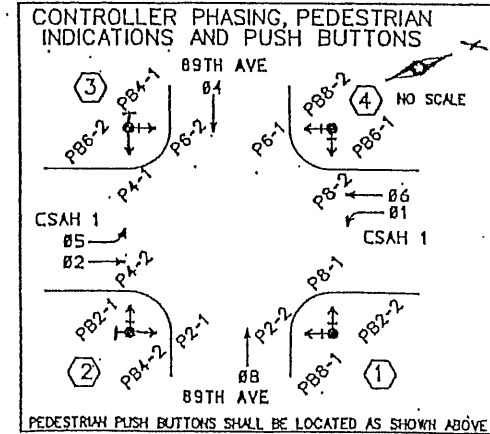 CONTROLLER PHASING, PEDESTRIAN
INDICATIONS AND PUSH BUTTONS
89TH AVE
Ø4
3
PB4-1
PB6-2
P6-2
P4-1
PB8-2
4
NO SCALE
P6-1
PB6-1
P8-2
Ø6
Ø1
CSAH 1
CSAH 1
Ø5
Ø2
P4-2
P8-1
PB2-1
P2-1
PB4-2
2
P2-2
PB2-2
PB8-1
1
Ø8
89TH AVE
PEDESTRIAN PUSH BUTTONS SHALL BE LOCATED AS SHOWN ABOVE